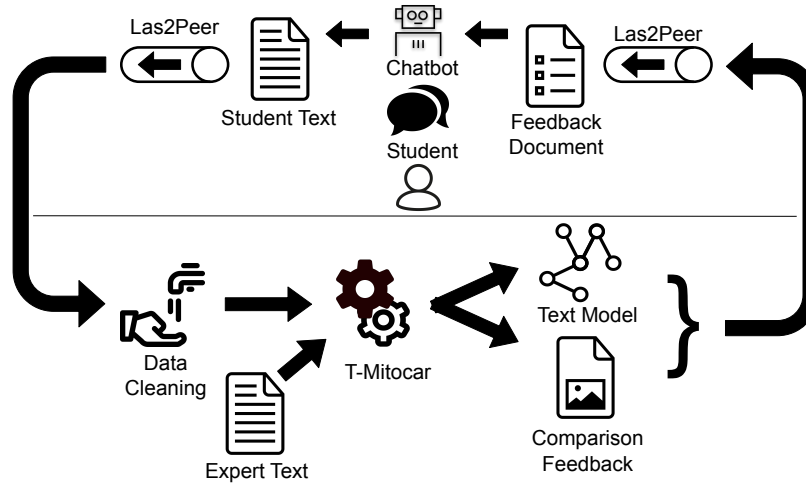 Las2Peer
Student Text
Chatbot
Student
Feedback
Document
Las2Peer
Data
Cleaning
Expert Text
T-Mitocar
Text Model
Comparison
Feedback